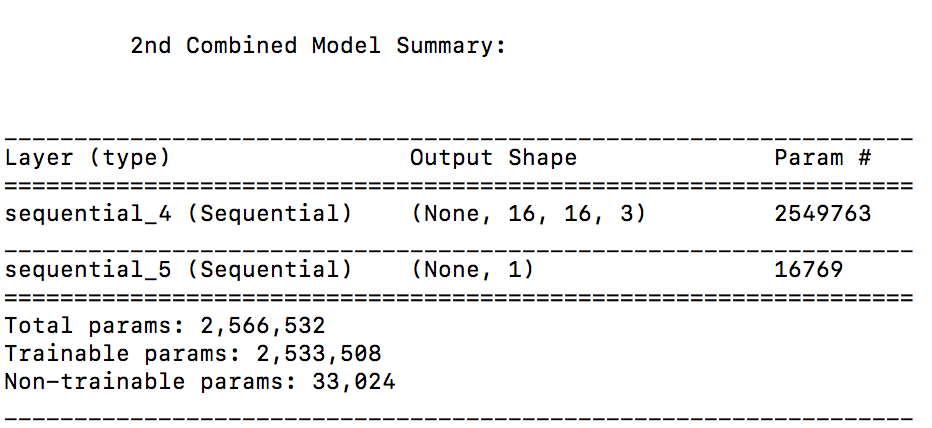 2nd Combined Model Summary:
_________________________________________________________________
Layer (type)                 Output Shape              Param #
=================================================================
sequential_4 (Sequential)    (None, 16, 16, 3)         2549763
_________________________________________________________________
sequential_5 (Sequential)    (None, 1)                 16769
=================================================================
Total params: 2,566,532
Trainable params: 2,533,508
Non-trainable params: 33,024
_________________________________________________________________